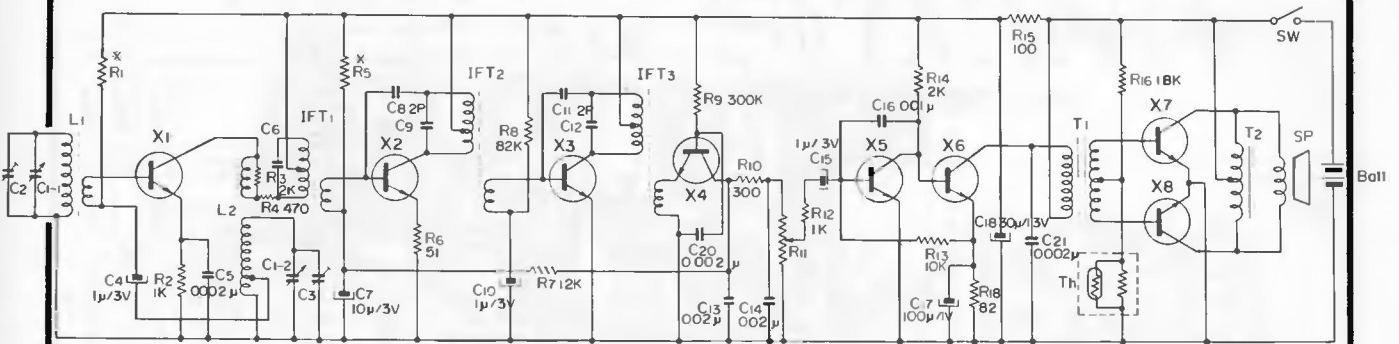 *
R1
C2
C1-1
L1
X1
C4
1μ/3V
R2
1K
C5
.0002μ
C6
R3
2K
R4 470
L2
IFT1
C1-2
C3
*
R5
C8 2P
C9
X2
R6
51
C7
10μ/3V
IFT2
R7 12K
R8
82K
C10
1μ/3V
C11 2P
C12
X3
IFT3
R9 300K
X4
C20
0.002μ
R10
300
C13
.002μ
C14
.002μ
R11
1μ/3V
C15
R12
1K
C16 .001μ
X5
R14
2K
X6
R13
10K
C17
100μ/1V
R18
82
C18 30μ/13V
R15
100
C21
.0002μ
T1
R16 1.8K
Th
X7
X8
T2
SP
SW
Batt